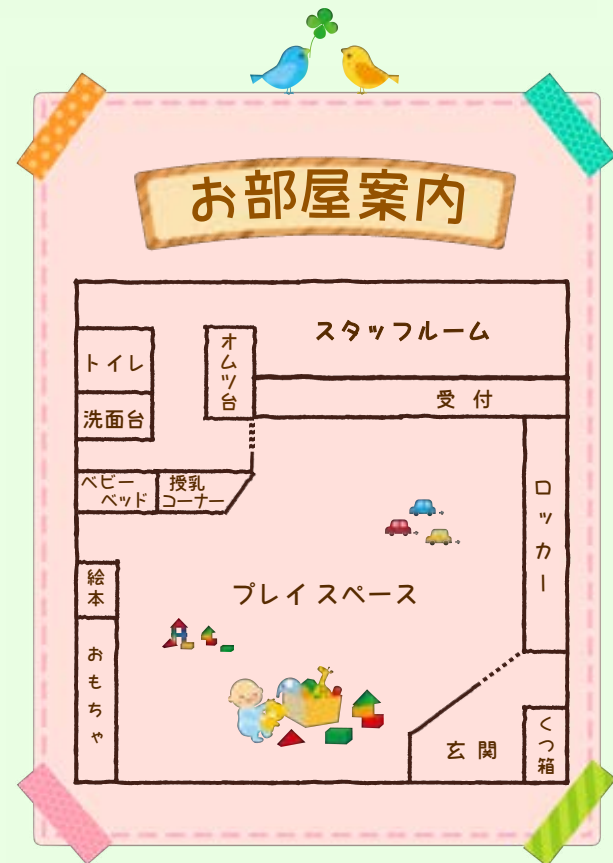 お部屋案内
スタッフルーム
トイレ
オムツ台
受付
洗面台
ベビー
ベッド
授乳
コーナー
ロッカー
絵本
プレイスペース
おもちゃ
玄関
くつ箱